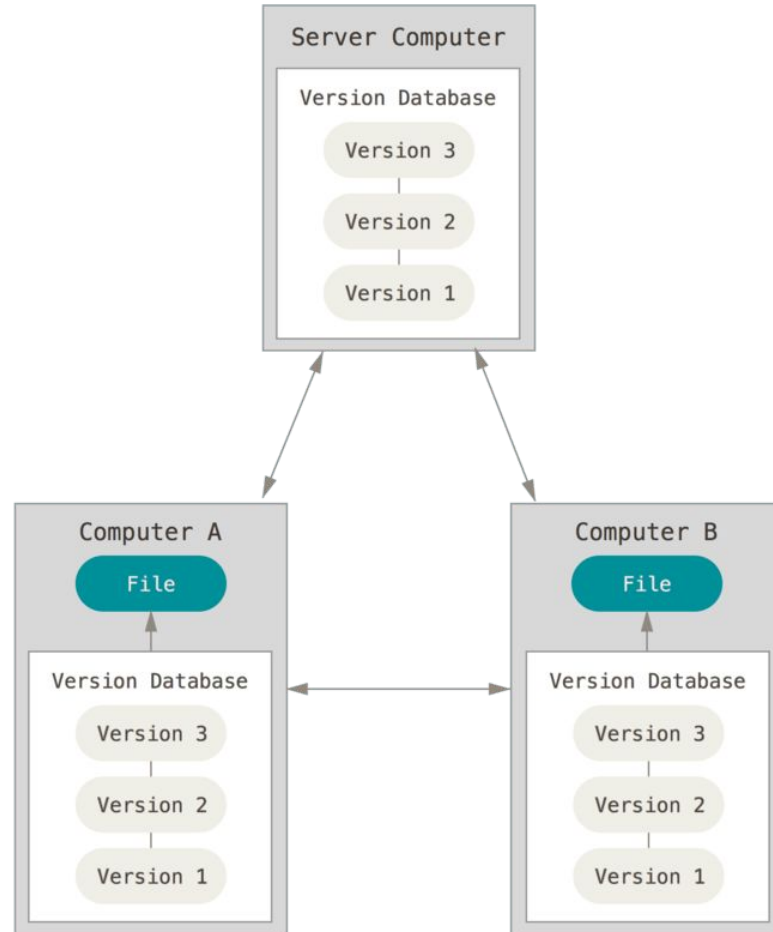 Server Computer
Version Database
Version 3
Version 2
Version 1
Computer A
File
Version Database
Version 3
Version 2
Version 1
Computer B
File
Version Database
Version 3
Version 2
Version 1